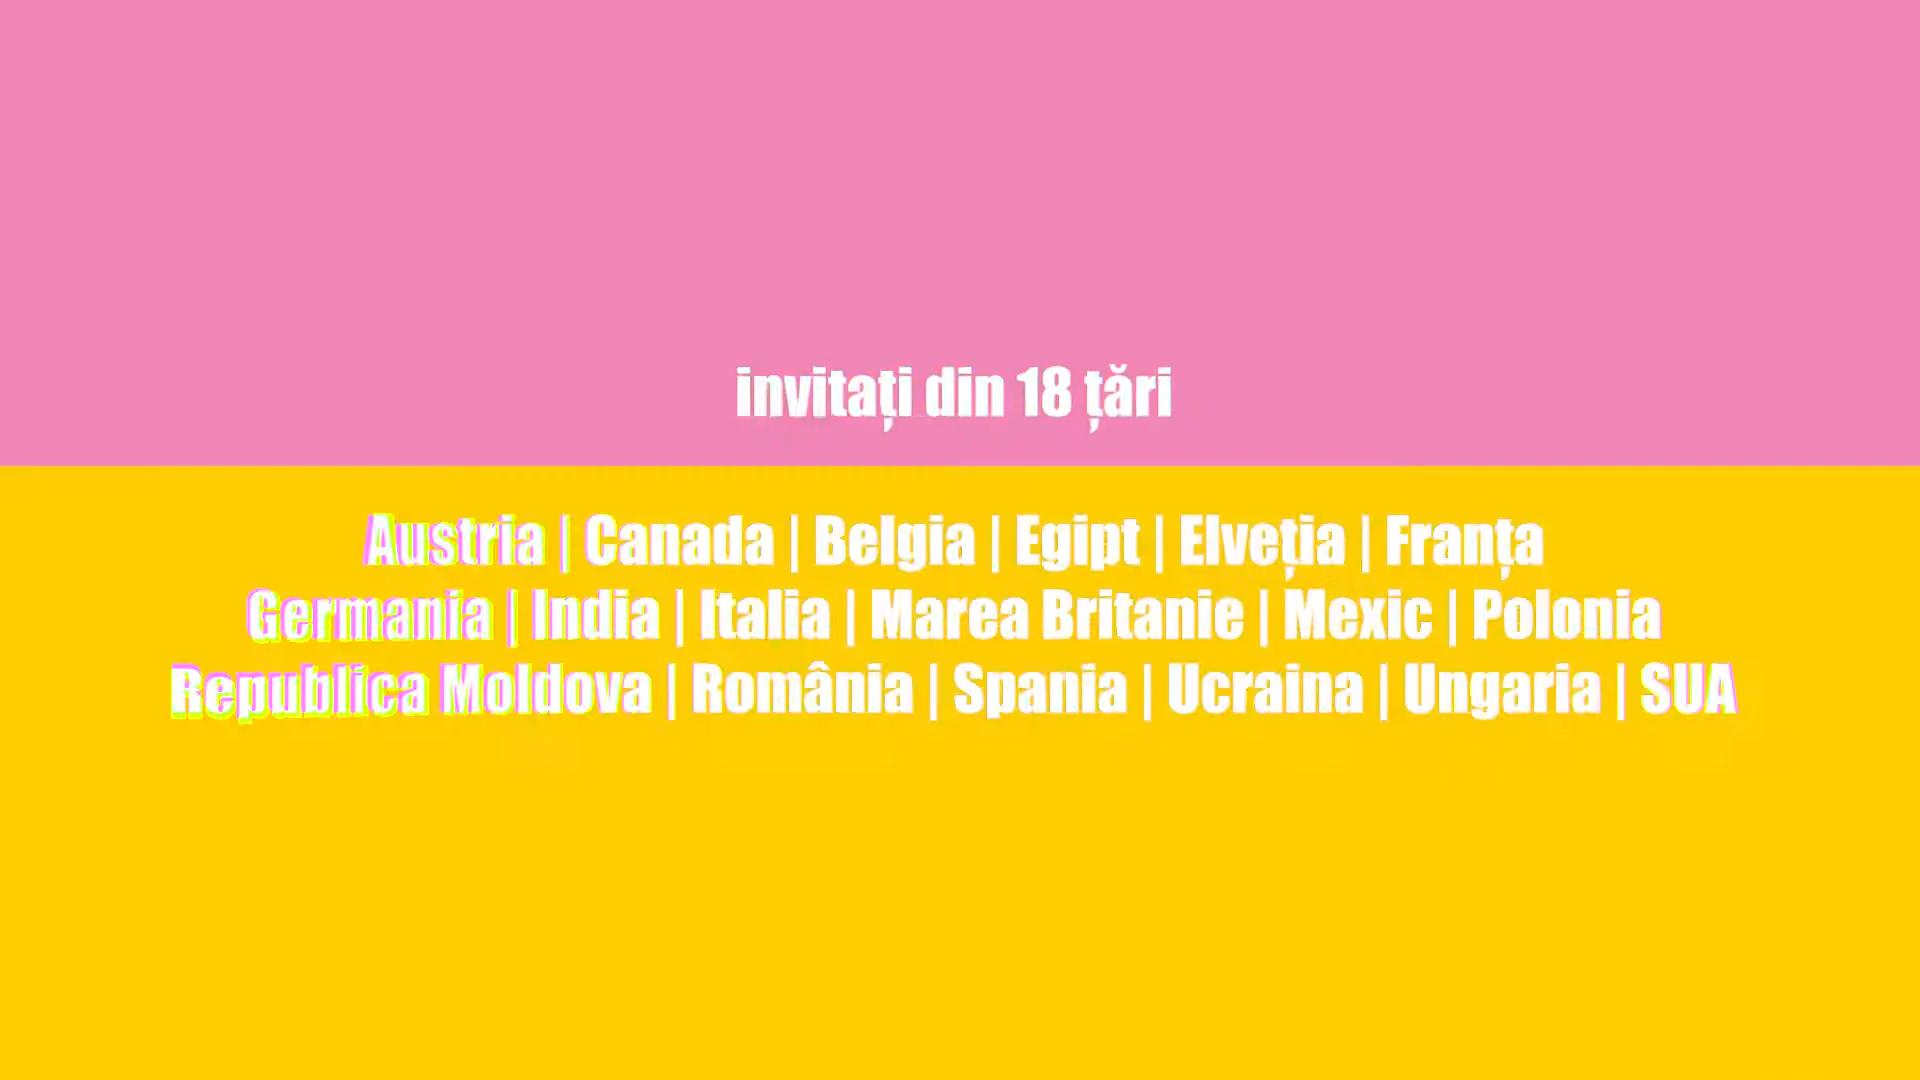 invitați din 18 țări
Austria | Canada | Belgia | Egipt | Elveția | Franța
Germania | India | Italia | Marea Britanie | Mexic | Polonia
Republica Moldova | România | Spania | Ucraina | Ungaria | SUA